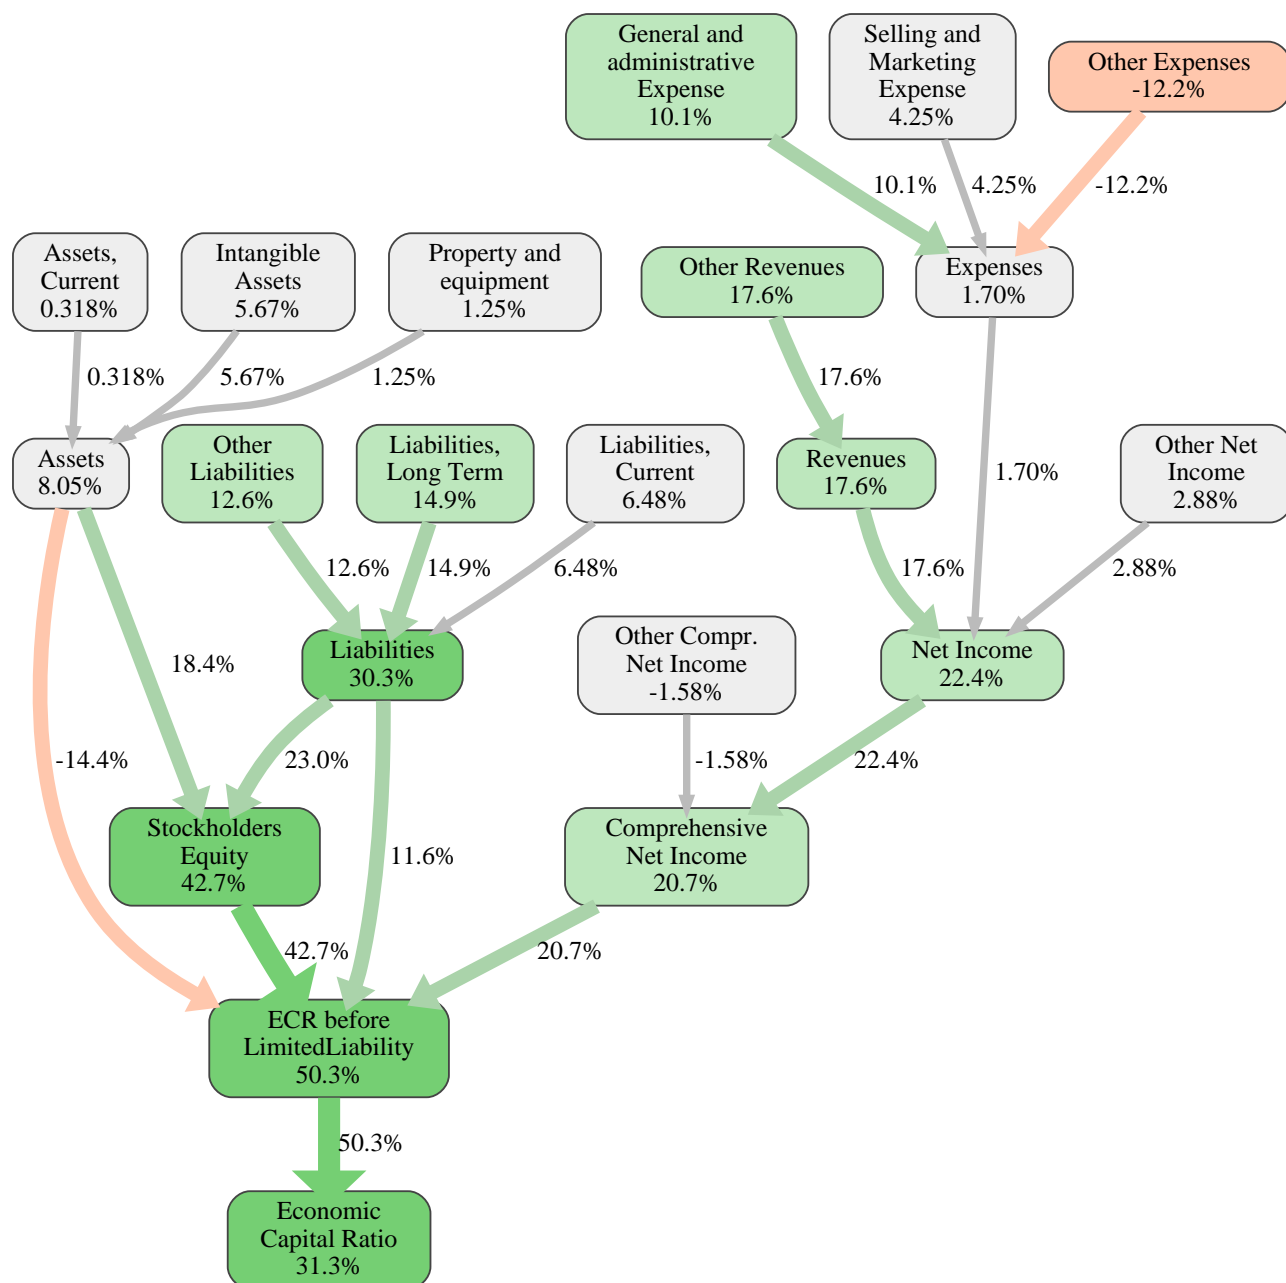 General and
administrative
Expense
10.1%
Selling and
Marketing
Expense
4.25%
Other Expenses
-12.2%
10.1%
4.25%
-12.2%
Assets,
Current
0.318%
Intangible
Assets
5.67%
Property and
equipment
1.25%
Other Revenues
17.6%
Expenses
1.70%
0.318%
5.67%
1.25%
17.6%
Assets
8.05%
Other
Liabilities
12.6%
Liabilities,
Long Term
14.9%
Liabilities,
Current
6.48%
Revenues
17.6%
1.70%
Other Net
Income
2.88%
12.6%
14.9%
6.48%
17.6%
2.88%
18.4%
Liabilities
30.3%
Other Compr.
Net Income
-1.58%
Net Income
22.4%
-14.4%
23.0%
-1.58%
22.4%
Stockholders
Equity
42.7%
11.6%
Comprehensive
Net Income
20.7%
42.7%
20.7%
ECR before
LimitedLiability
50.3%
50.3%
Economic
Capital Ratio
31.3%